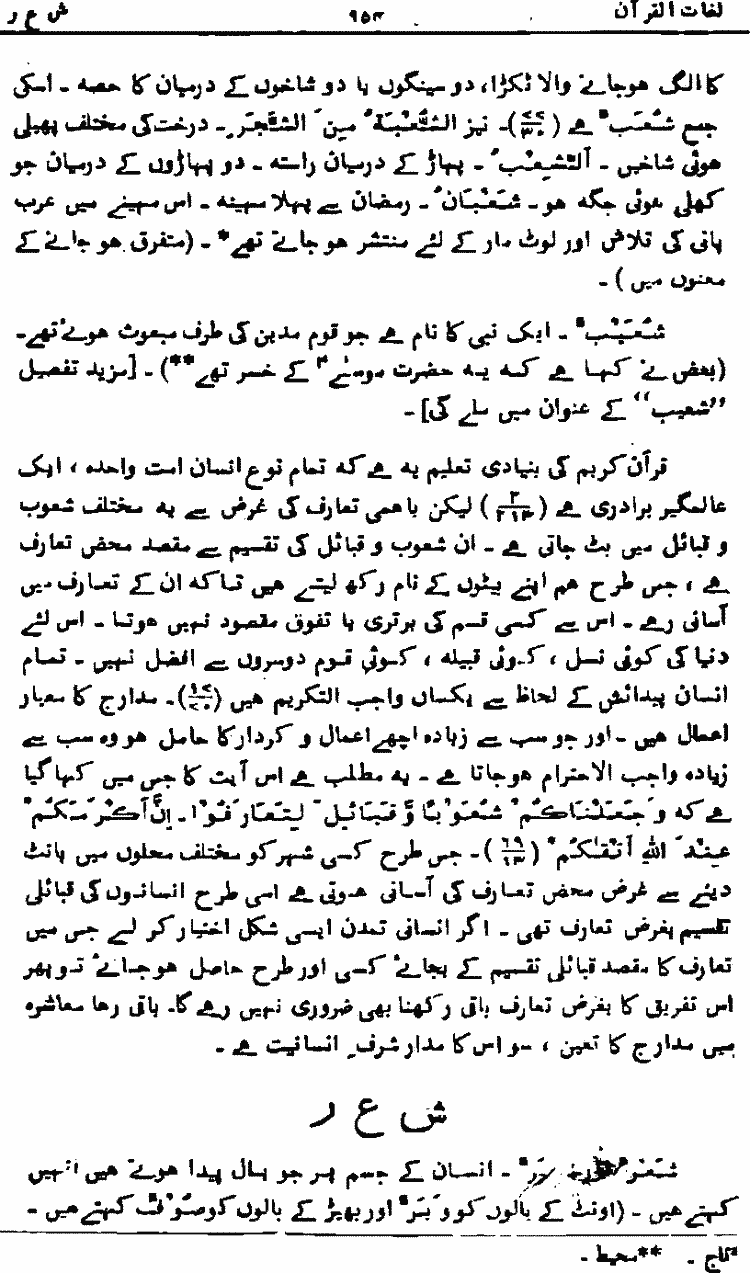 لغات القرآن ۹۵۳ ش ع ر
کا الگ ہوجانے والا ٹکڑا، دو سینگوں یا دو شاخوں کے درمیان کا حصہ ۔ اسکی
جمع شُعَبٌ ہے (۷۷/۳۰)۔ نیز الشُّعْبَۃُ مِنَ الشَّجَرِ ۔ درخت کی مختلف پھیلی
ہوئی شاخیں ۔ اَلشِّعْبُ ۔ پہاڑ کے درمیان راستہ ۔ دو پہاڑوں کے درمیان جو
کھلی ہوئی جگہ ہو ۔ شَعْبَانُ ۔ رمضان سے پہلا مہینہ ۔ اس مہینے میں عرب
پانی کی تلاش اور لوٹ مار کے لئے منتشر ہو جاتے تھے* ۔ (متفرق ہو جانے کے
معنوں میں) ۔
شُعَیْبٌ ۔ ایک نبی کا نام ہے جو قوم مدین کی طرف مبعوث ہوئے تھے۔
(بعض نے کہا ہے کہ یہ حضرت موسیٰؑ کے خسر تھے**) ۔ [مزید تفصیل
”شعیب“ کے عنوان میں ملے گی] ۔
قرآن کریم کی بنیادی تعلیم یہ ہے کہ تمام نوع انسان امت واحدہ ، ایک
عالمگیر برادری ہے (۲/۲۱۳) لیکن باہمی تعارف کی غرض سے یہ مختلف شعوب
و قبائل میں بٹ جاتی ہے ۔ ان شعوب و قبائل کی تقسیم سے مقصد محض تعارف
ہے ، جس طرح ہم اپنے بیٹوں کے نام رکھ لیتے ہیں تاکہ ان کے تعارف میں
آسانی رہے ۔ اس سے کسی قسم کی برتری یا تفوق مقصود نہیں ہوتا ۔ اس لئے
دنیا کی کوئی نسل ، کوئی قبیلہ ، کوئی قوم دوسروں سے افضل نہیں ۔ تمام
انسان پیدائش کے لحاظ سے یکساں واجب التکریم ہیں (۱۷/۷۰)۔ مدارج کا معیار
اعمال ہیں ۔ اور جو سب سے زیادہ اچھے اعمال و کردار کا حامل ہو وہ سب سے
زیادہ واجب الاحترام ہوجاتا ہے ۔ یہ مطلب ہے اس آیت کا جس میں کہا گیا
ہے کہ وَ جَعَلْنَاکُمْ شُعُوْبًا وَّ قَبَائِلَ لِتَعَارَفُوْا ۔ اِنَّ اَکْرَمَکُمْ
عِنْدَ اللہِ اَتْقٰکُمْ (۴۹/۱۳) ۔ جس طرح کسی شہر کو مختلف محلوں میں بانٹ
دینے سے غرض محض تعارف کی آسانی ہوتی ہے اسی طرح انسانوں کی قبائلی
تقسیم بغرض تعارف تھی ۔ اگر انسانی تمدن ایسی شکل اختیار کر لے جس میں
تعارف کا مقصد قبائلی تقسیم کے بجائے کسی اور طرح حاصل ہوجائے تو پھر
اس تفریق کا بغرض تعارف باقی رکھنا بھی ضروری نہیں رہے گا۔ باقی رہا معاشرہ
میں مدارج کا تعین ، سو اس کا مدار شرفِ انسانیت ہے ۔
ش ع ر
شَعْرٌ ۔ انسان کے جسم پر جو بال پیدا ہوتے ہیں انہیں
کہتے ہیں ۔ (اونٹ کے بالوں کو وَبَرٌ اور بھیڑ کے بالوں کو صُوْفٌ کہتے ہیں ۔
*تاج ۔ **محیط ۔